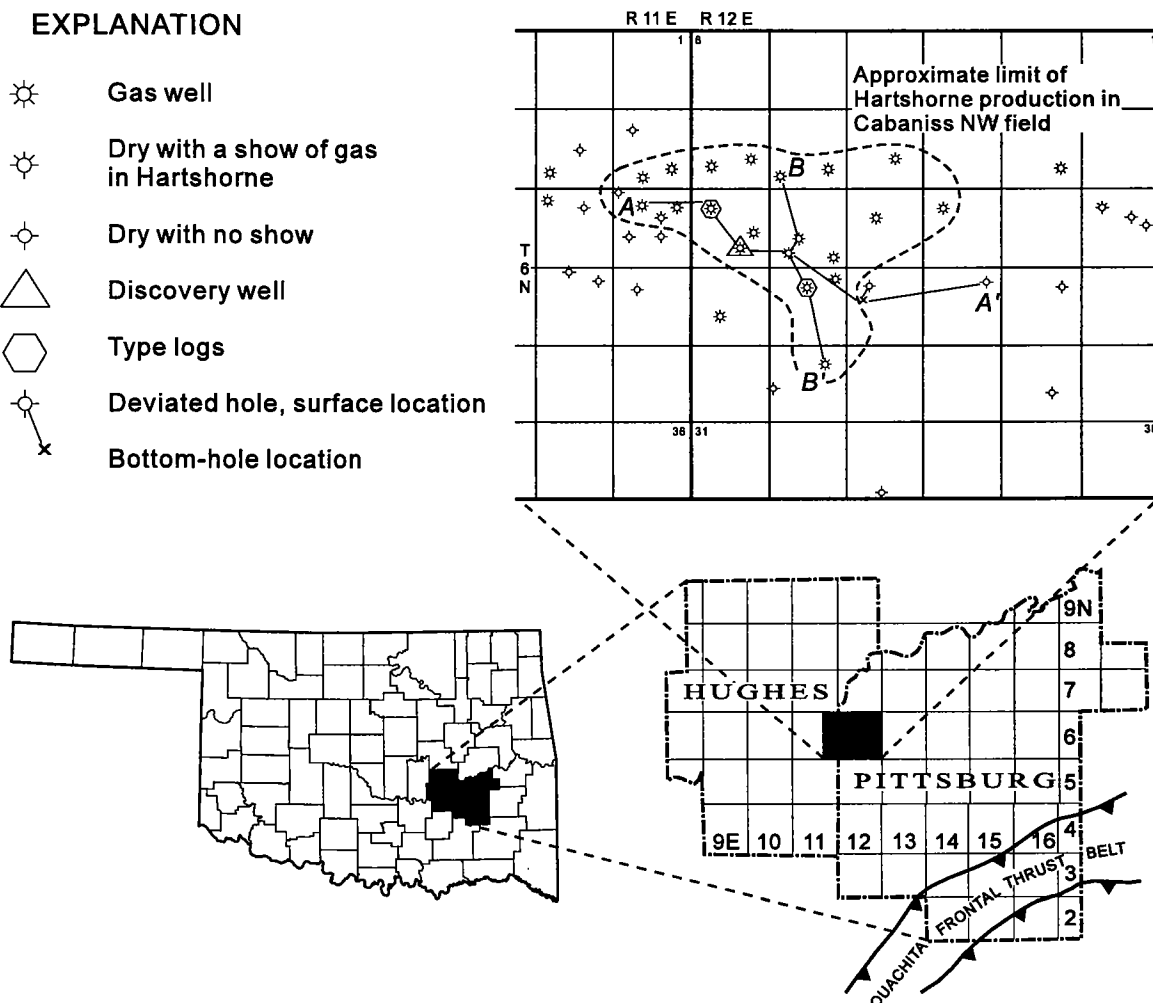 EXPLANATION
Gas well
Dry with a show of gas
in Hartshorne
Dry with no show
Discovery well
Type logs
Deviated hole, surface location
Bottom-hole location
R 11 E R 12 E
1 6
1
Approximate limit of
Hartshorne production in
Cabaniss NW field
A
B
T
6
N
A'
B'
36 31
9N
8
HUGHES
7
6
PITTSBURG
5
9E 10 11 12 13 14 15 16
4
3
2
OUACHITA FRONTAL THRUST BELT